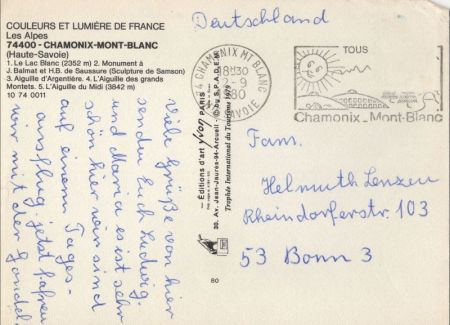 COULEURS ET LUMIÈRE DE FRANCE
Les Alpes
74400 - CHAMONIX-MONT-BLANC
(Haute-Savoie)
1. Le Lac Blanc (2352 m) 2. Monument à
J. Balmat et H.B. de Saussure (Sculpture de Samson)
3. Aiguille d'Argentière. 4. L'Aiguille des grands
Montets. 5. L'Aiguille du Midi (3842 m)
10 74 0011
Deutschland
74 CHAMONIX MT BLANC
18H30
2-9
SAVOIE
TOUS
Chamonix-Mont-Blanc
Viele Grüße von hier
senden Euch Ludwig
und Maria es ist sehr
schön hier wir sind
auf einem Tages-
ausflug. jetzt fahren
wir mit der Gondel.
Editions d'art Yvon PARIS
30, Av. Jean-Jaurès-94-Arcueil - © by S.P.A.D.E.M.
Trophée International du Tourisme 1979
80
Fam.
Helmuth Lenzen
Rheindorferstr 103
53 Bonn 3